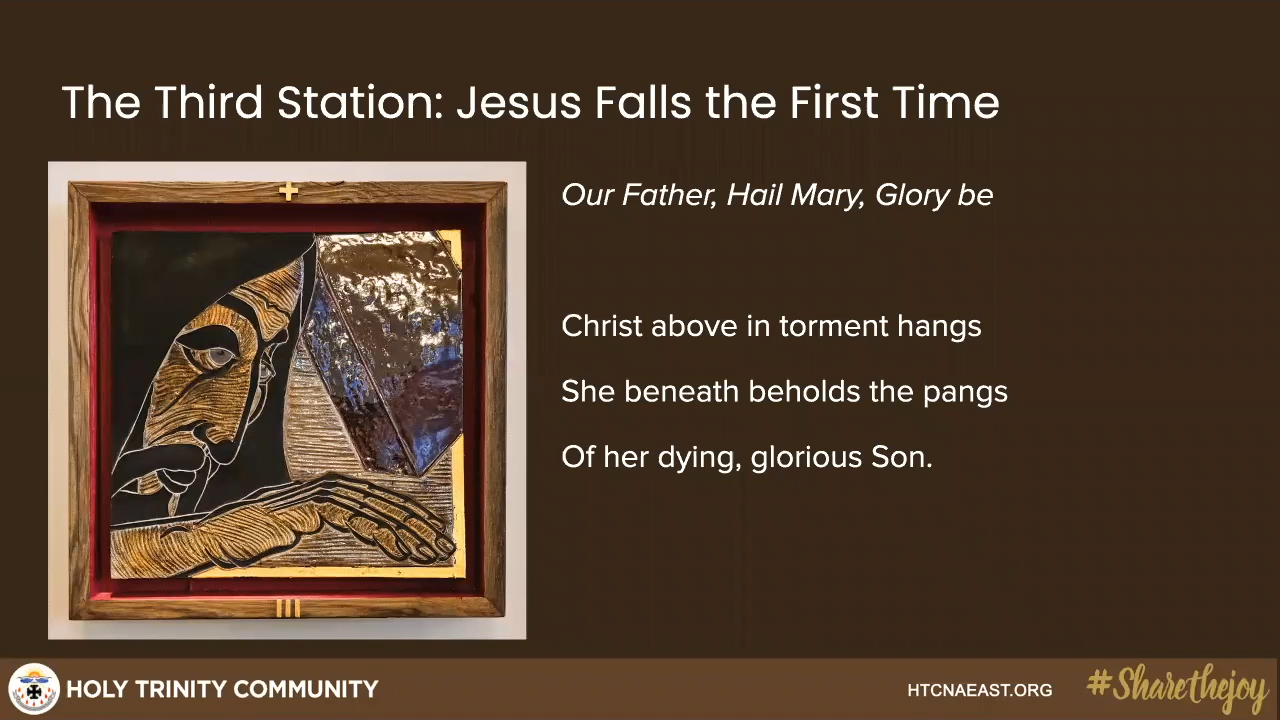 The Third Station: Jesus Falls the First Time
Our Father, Hail Mary, Glory be
Christ above in torment hangs
She beneath beholds the pangs
Of her dying, glorious Son.
III
HOLY TRINITY COMMUNITY
HTCNAEAST.ORG
#Sharethejoy